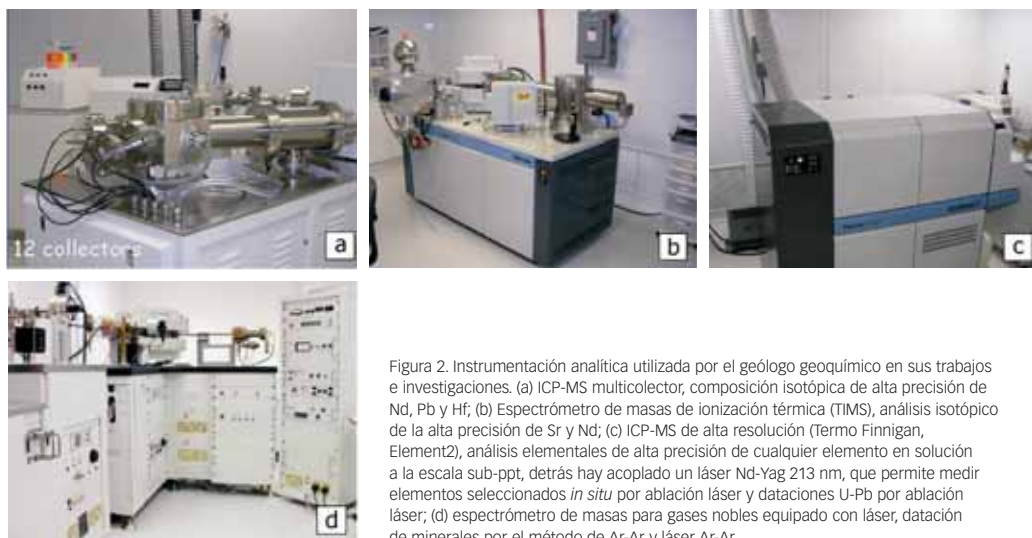 12 collectors
a
b
c
d
Figura 2. Instrumentación analítica utilizada por el geólogo geoquímico en sus trabajos
e investigaciones. (a) ICP-MS multicolector, composición isotópica de alta precisión de
Nd, Pb y Hf; (b) Espectrómetro de masas de ionización térmica (TIMS), análisis isotópico
de la alta precisión de Sr y Nd; (c) ICP-MS de alta resolución (Termo Finnigan,
Element2), análisis elementales de alta precisión de cualquier elemento en solución
a la escala sub-ppt, detrás hay acoplado un láser Nd-Yag 213 nm, que permite medir
elementos seleccionados in situ por ablación láser y dataciones U-Pb por ablación
láser; (d) espectrómetro de masas para gases nobles equipado con láser, datación
de minerales por el método de Ar-Ar y láser Ar-Ar